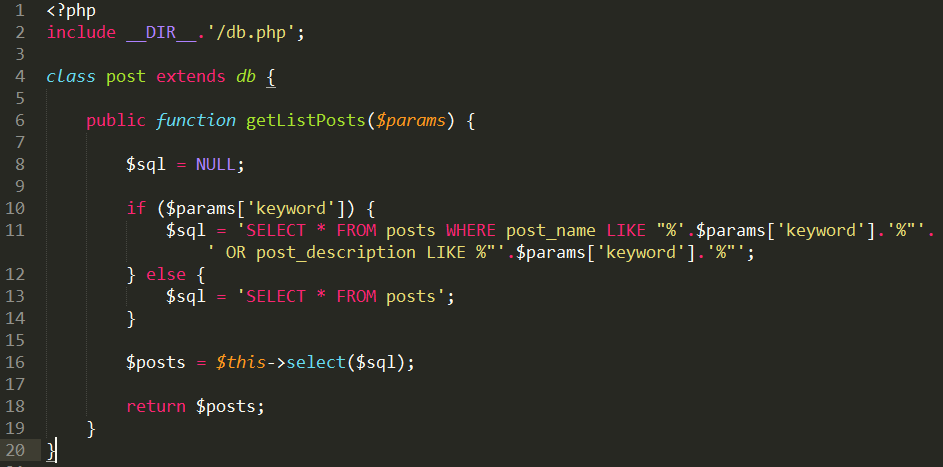 1 <?php
2 include __DIR__.'/db.php';
3
4 class post extends db {
5
6 public function getListPosts($params) {
7
8 $sql = NULL;
9
10 if ($params['keyword']) {
11 $sql = 'SELECT * FROM posts WHERE post_name LIKE "%'.$params['keyword'].'%"'.
' OR post_description LIKE %"'.$params['keyword'].'%"';
12 } else {
13 $sql = 'SELECT * FROM posts';
14 }
15
16 $posts = $this->select($sql);
17
18 return $posts;
19 }
20 }